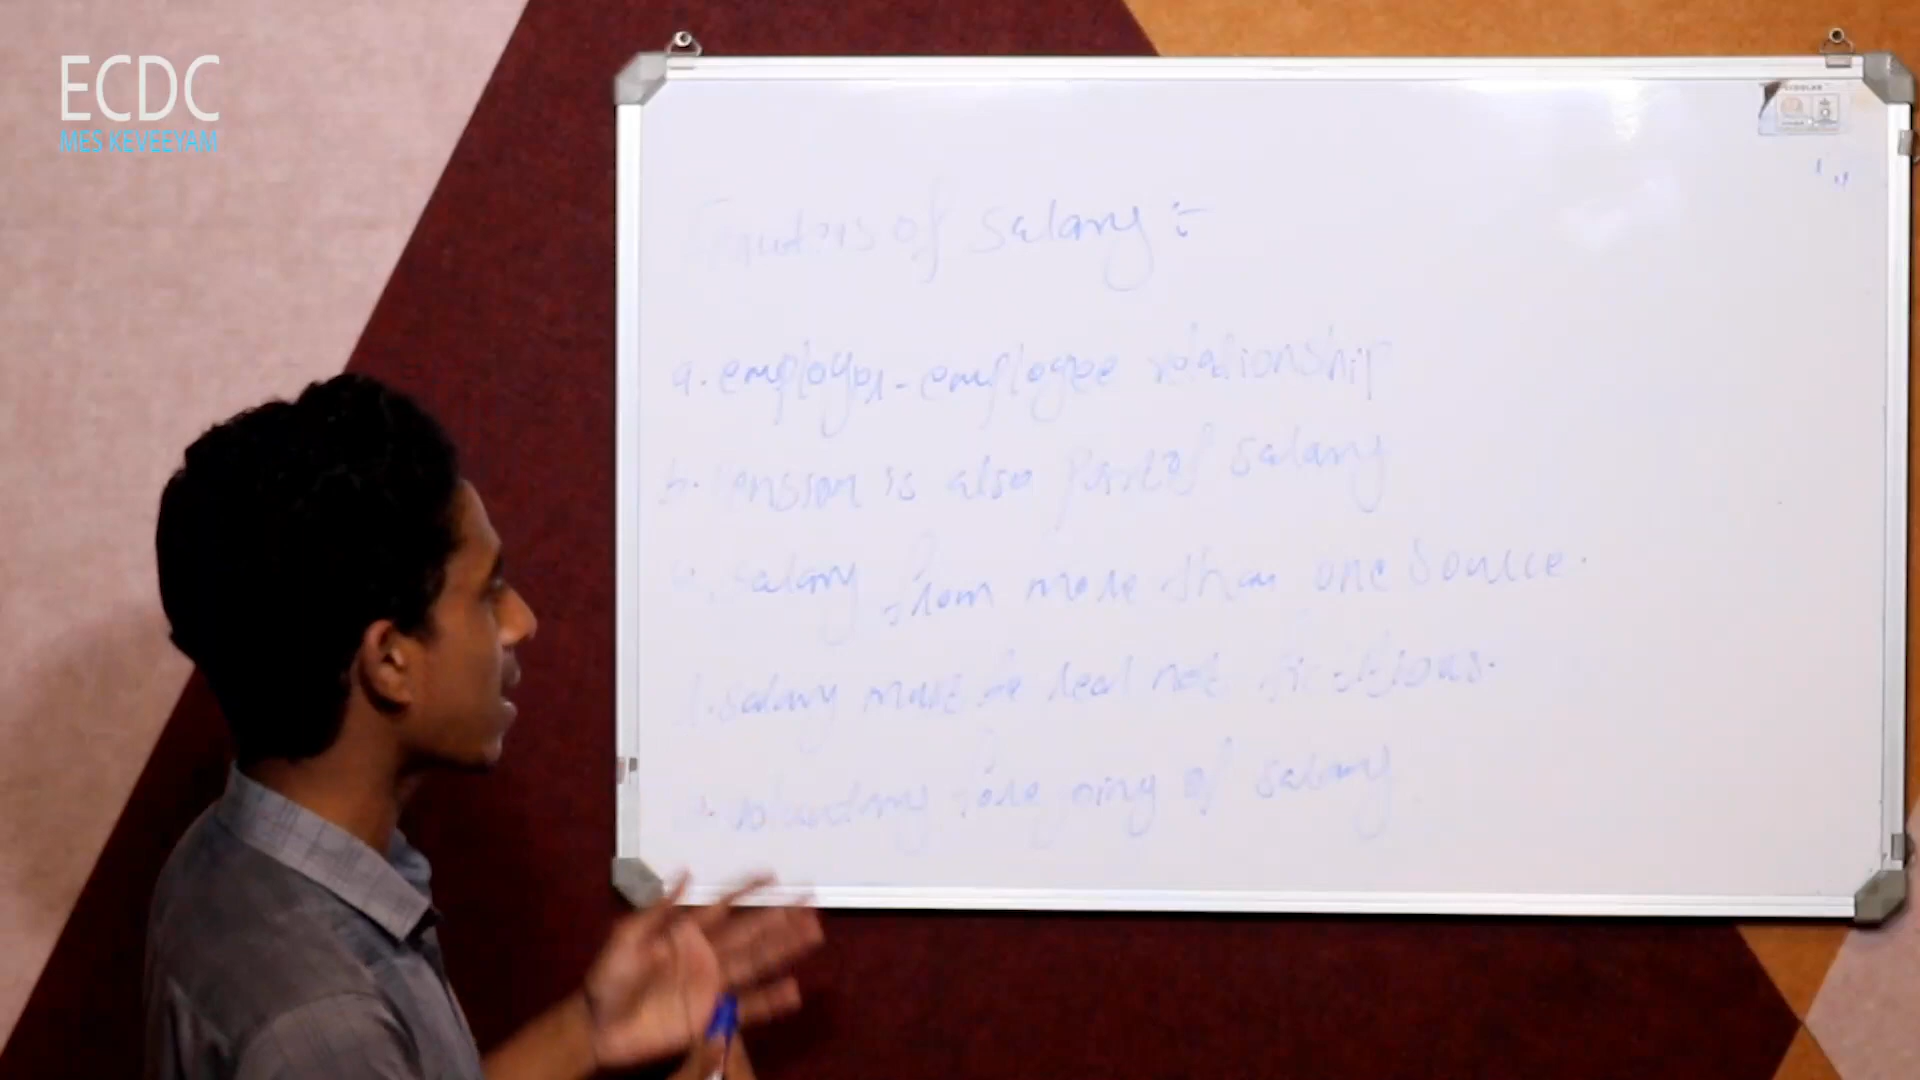 ECDC
MES KEVEEYAM
Features of Salary :-
a. employer-employee relationship
b. Pension is also part of salary
c. salary from more than one source.
d. salary must be real not fictitious.
e. voluntary foregoing of salary